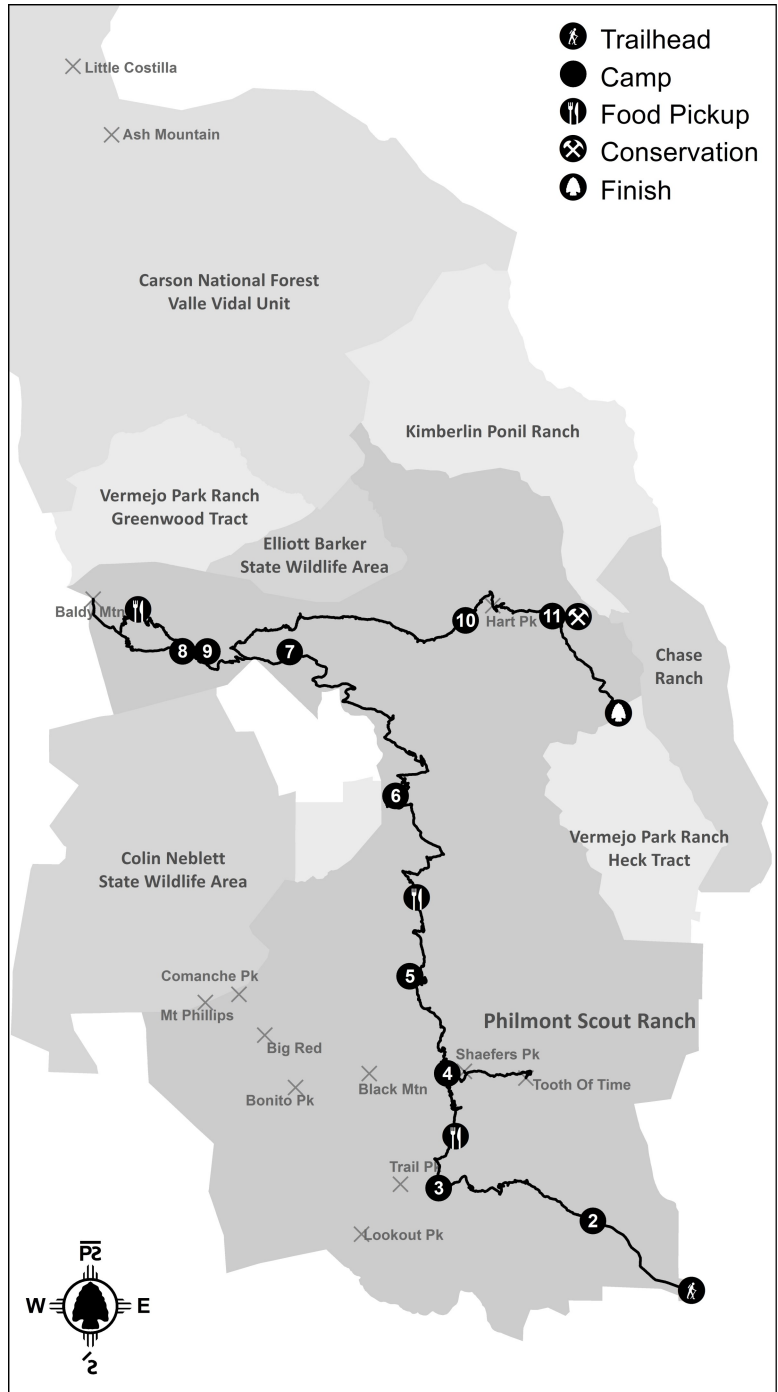 Trailhead
Camp
Food Pickup
Conservation
Finish
Little Costilla
Ash Mountain
Carson National Forest
Valle Vidal Unit
Kimberlin Ponil Ranch
Vermejo Park Ranch
Greenwood Tract
Elliott Barker
State Wildlife Area
Baldy Mtn
10
11
Hart Pk
8
9
7
Chase
Ranch
6
Vermejo Park Ranch
Heck Tract
Colin Neblett
State Wildlife Area
5
Comanche Pk
Mt Phillips
Philmont Scout Ranch
Big Red
Shaefers Pk
4
Black Mtn
Tooth Of Time
Bonito Pk
Trail Pk
3
2
Lookout Pk
W
E